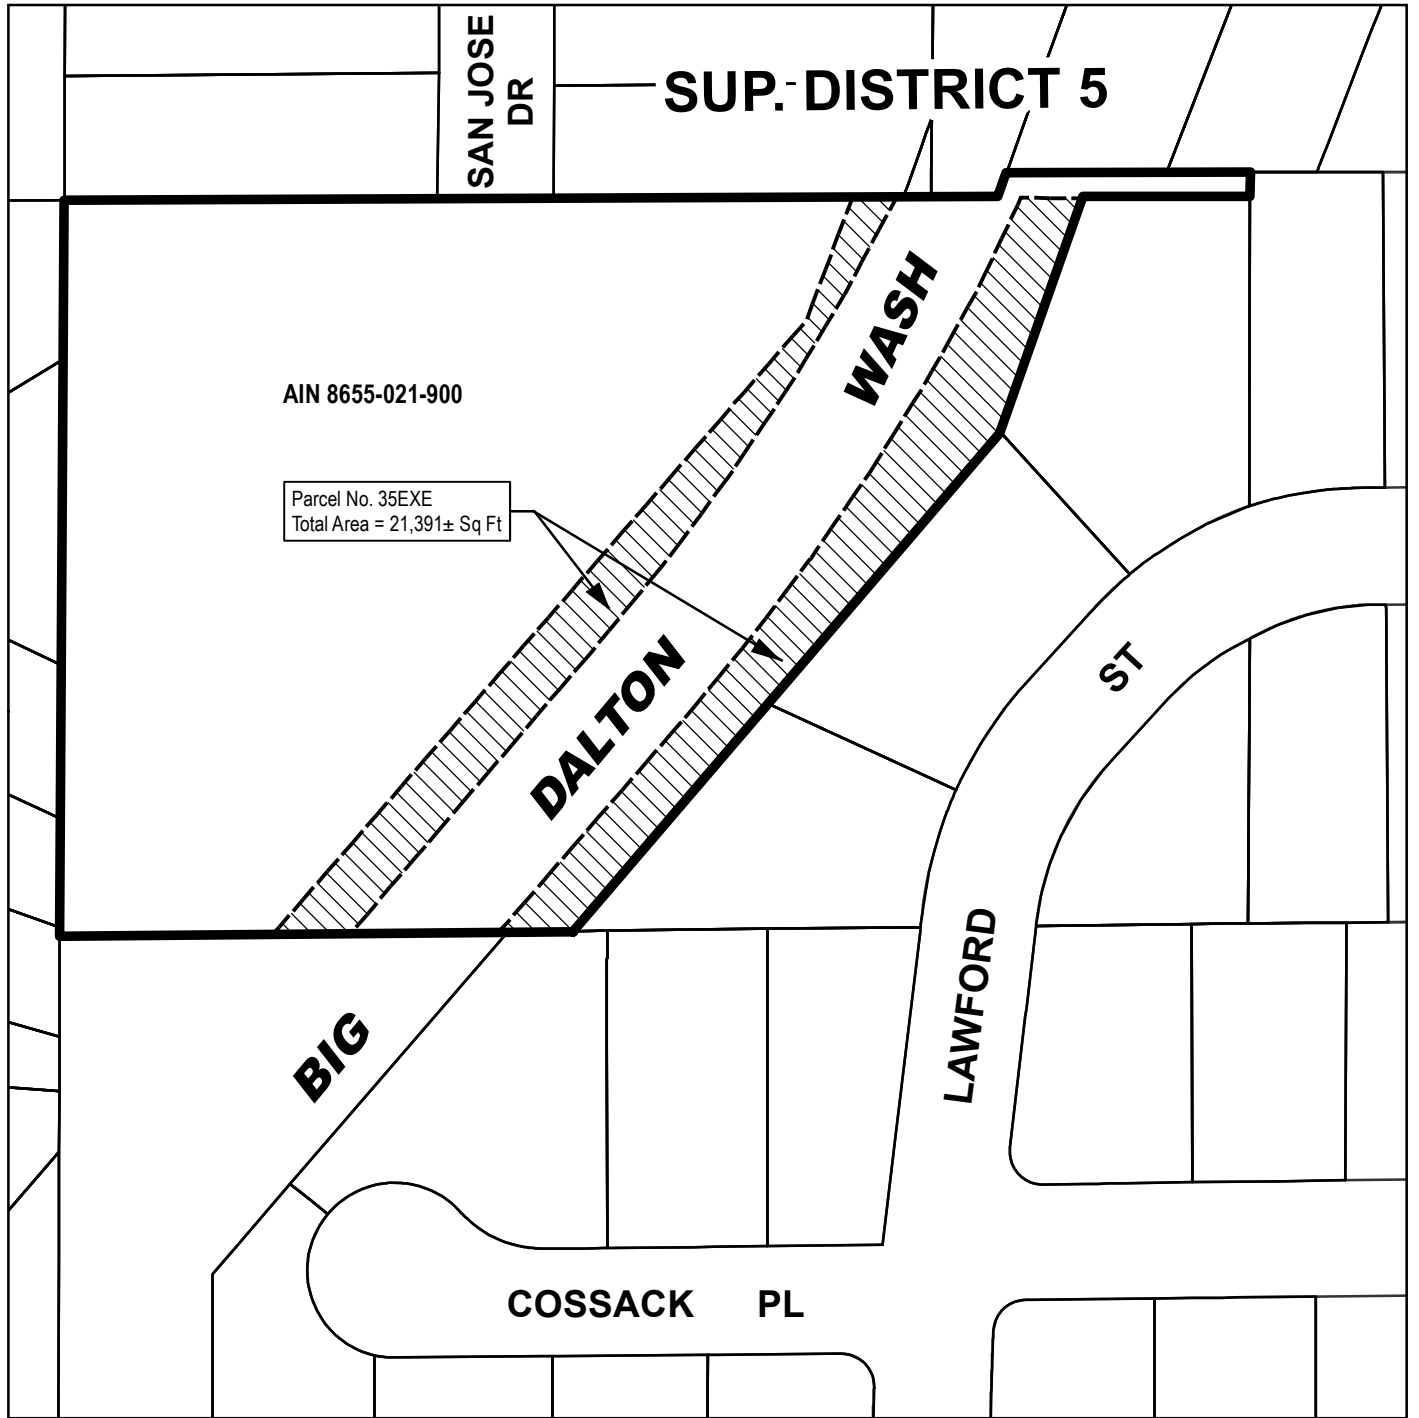 SAN JOSE
DR
SUP. DISTRICT 5
WASH
AIN 8655-021-900
Parcel No. 35EXE
Total Area = 21,391± Sq Ft
DALTON
ST
LAWFORD
BIG
COSSACK PL